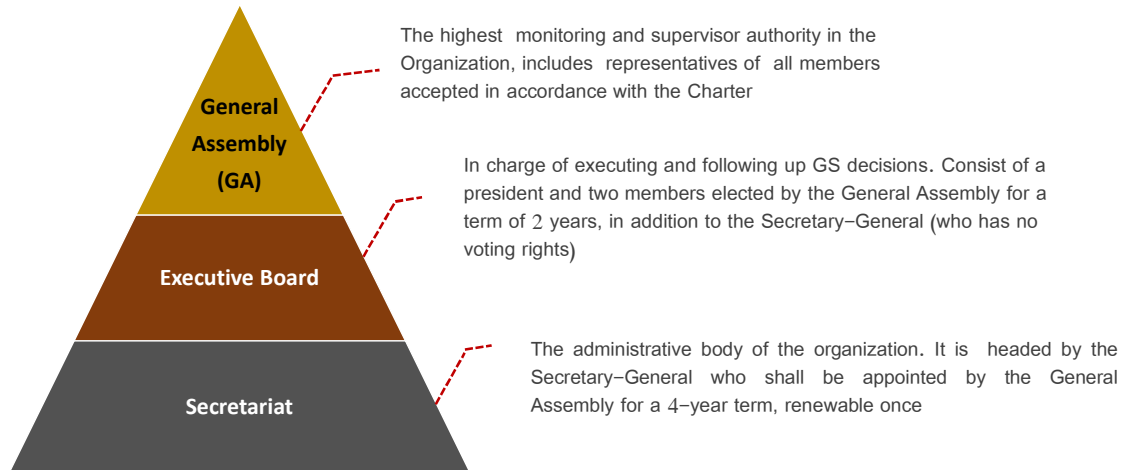 The highest monitoring and supervisor authority in the
Organization, includes representatives of all members
accepted in accordance with the Charter
General
Assembly
(GA)
In charge of executing and following up GS decisions. Consist of a
president and two members elected by the General Assembly for a
term of 2 years, in addition to the Secretary−General (who has no
voting rights)
Executive Board
The administrative body of the organization. It is headed by the
Secretary−General who shall be appointed by the General
Assembly for a 4−year term, renewable once
Secretariat